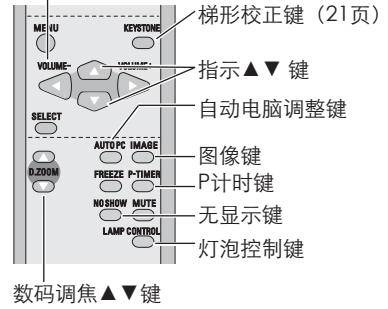 梯形校正键（21页）
MENU KEYSTONE
VOLUME- VOLUME+
指示▲▼ 键
SELECT
自动电脑调整键
AUTO PC IMAGE
图像键
D.ZOOM
FREEZE P-TIMER
P计时键
NO SHOW MUTE
无显示键
LAMP CONTROL
灯泡控制键
数码调焦▲▼键